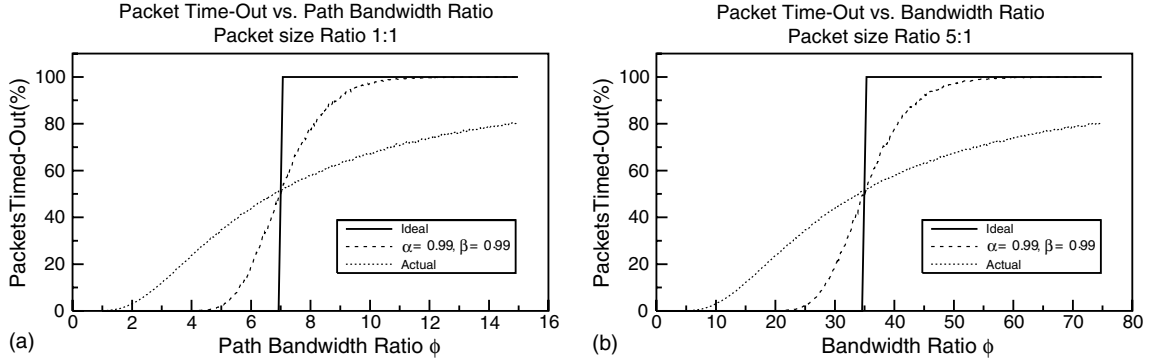 Packet Time-Out vs. Path Bandwidth Ratio
Packet size Ratio 1:1
PacketsTimed-Out(%)
100
80
60
40
20
0
Ideal
α= 0.99, β= 0.99
Actual
0 2 4 6 8 10 12 14 16
(a)
Path Bandwidth Ratio ϕ
Packet Time-Out vs. Bandwidth Ratio
Packet size Ratio 5:1
PacketsTimed-Out(%)
100
80
60
40
20
0
Ideal
α= 0.99, β= 0.99
Actual
0 10 20 30 40 50 60 70 80
(b)
Bandwidth Ratio ϕ